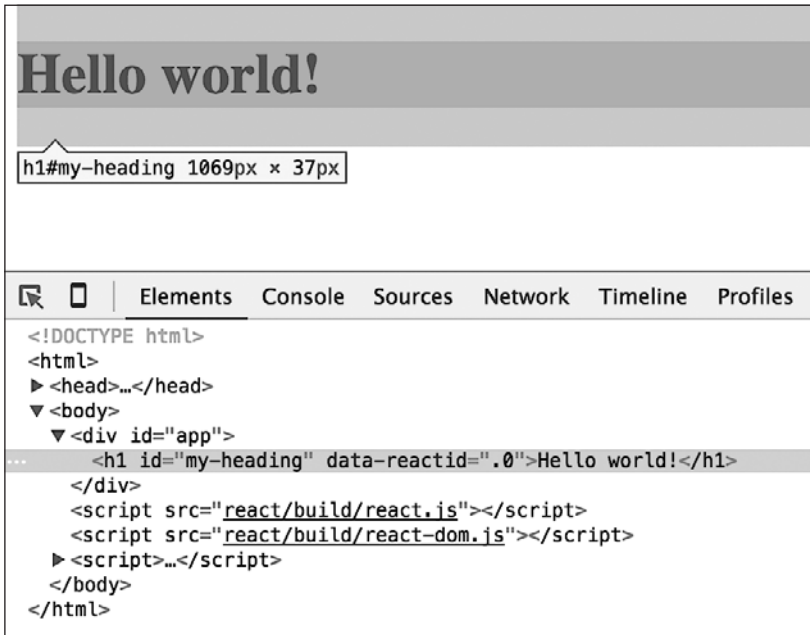 Hello world!
h1#my-heading 1069px × 37px
Elements Console Sources Network Timeline Profiles
<!DOCTYPE html>
<html>
▶<head>…</head>
▼<body>
▼<div id="app">
<h1 id="my-heading" data-reactid=".0">Hello world!</h1>
</div>
<script src="react/build/react.js"></script>
<script src="react/build/react-dom.js"></script>
▶<script>…</script>
</body>
</html>